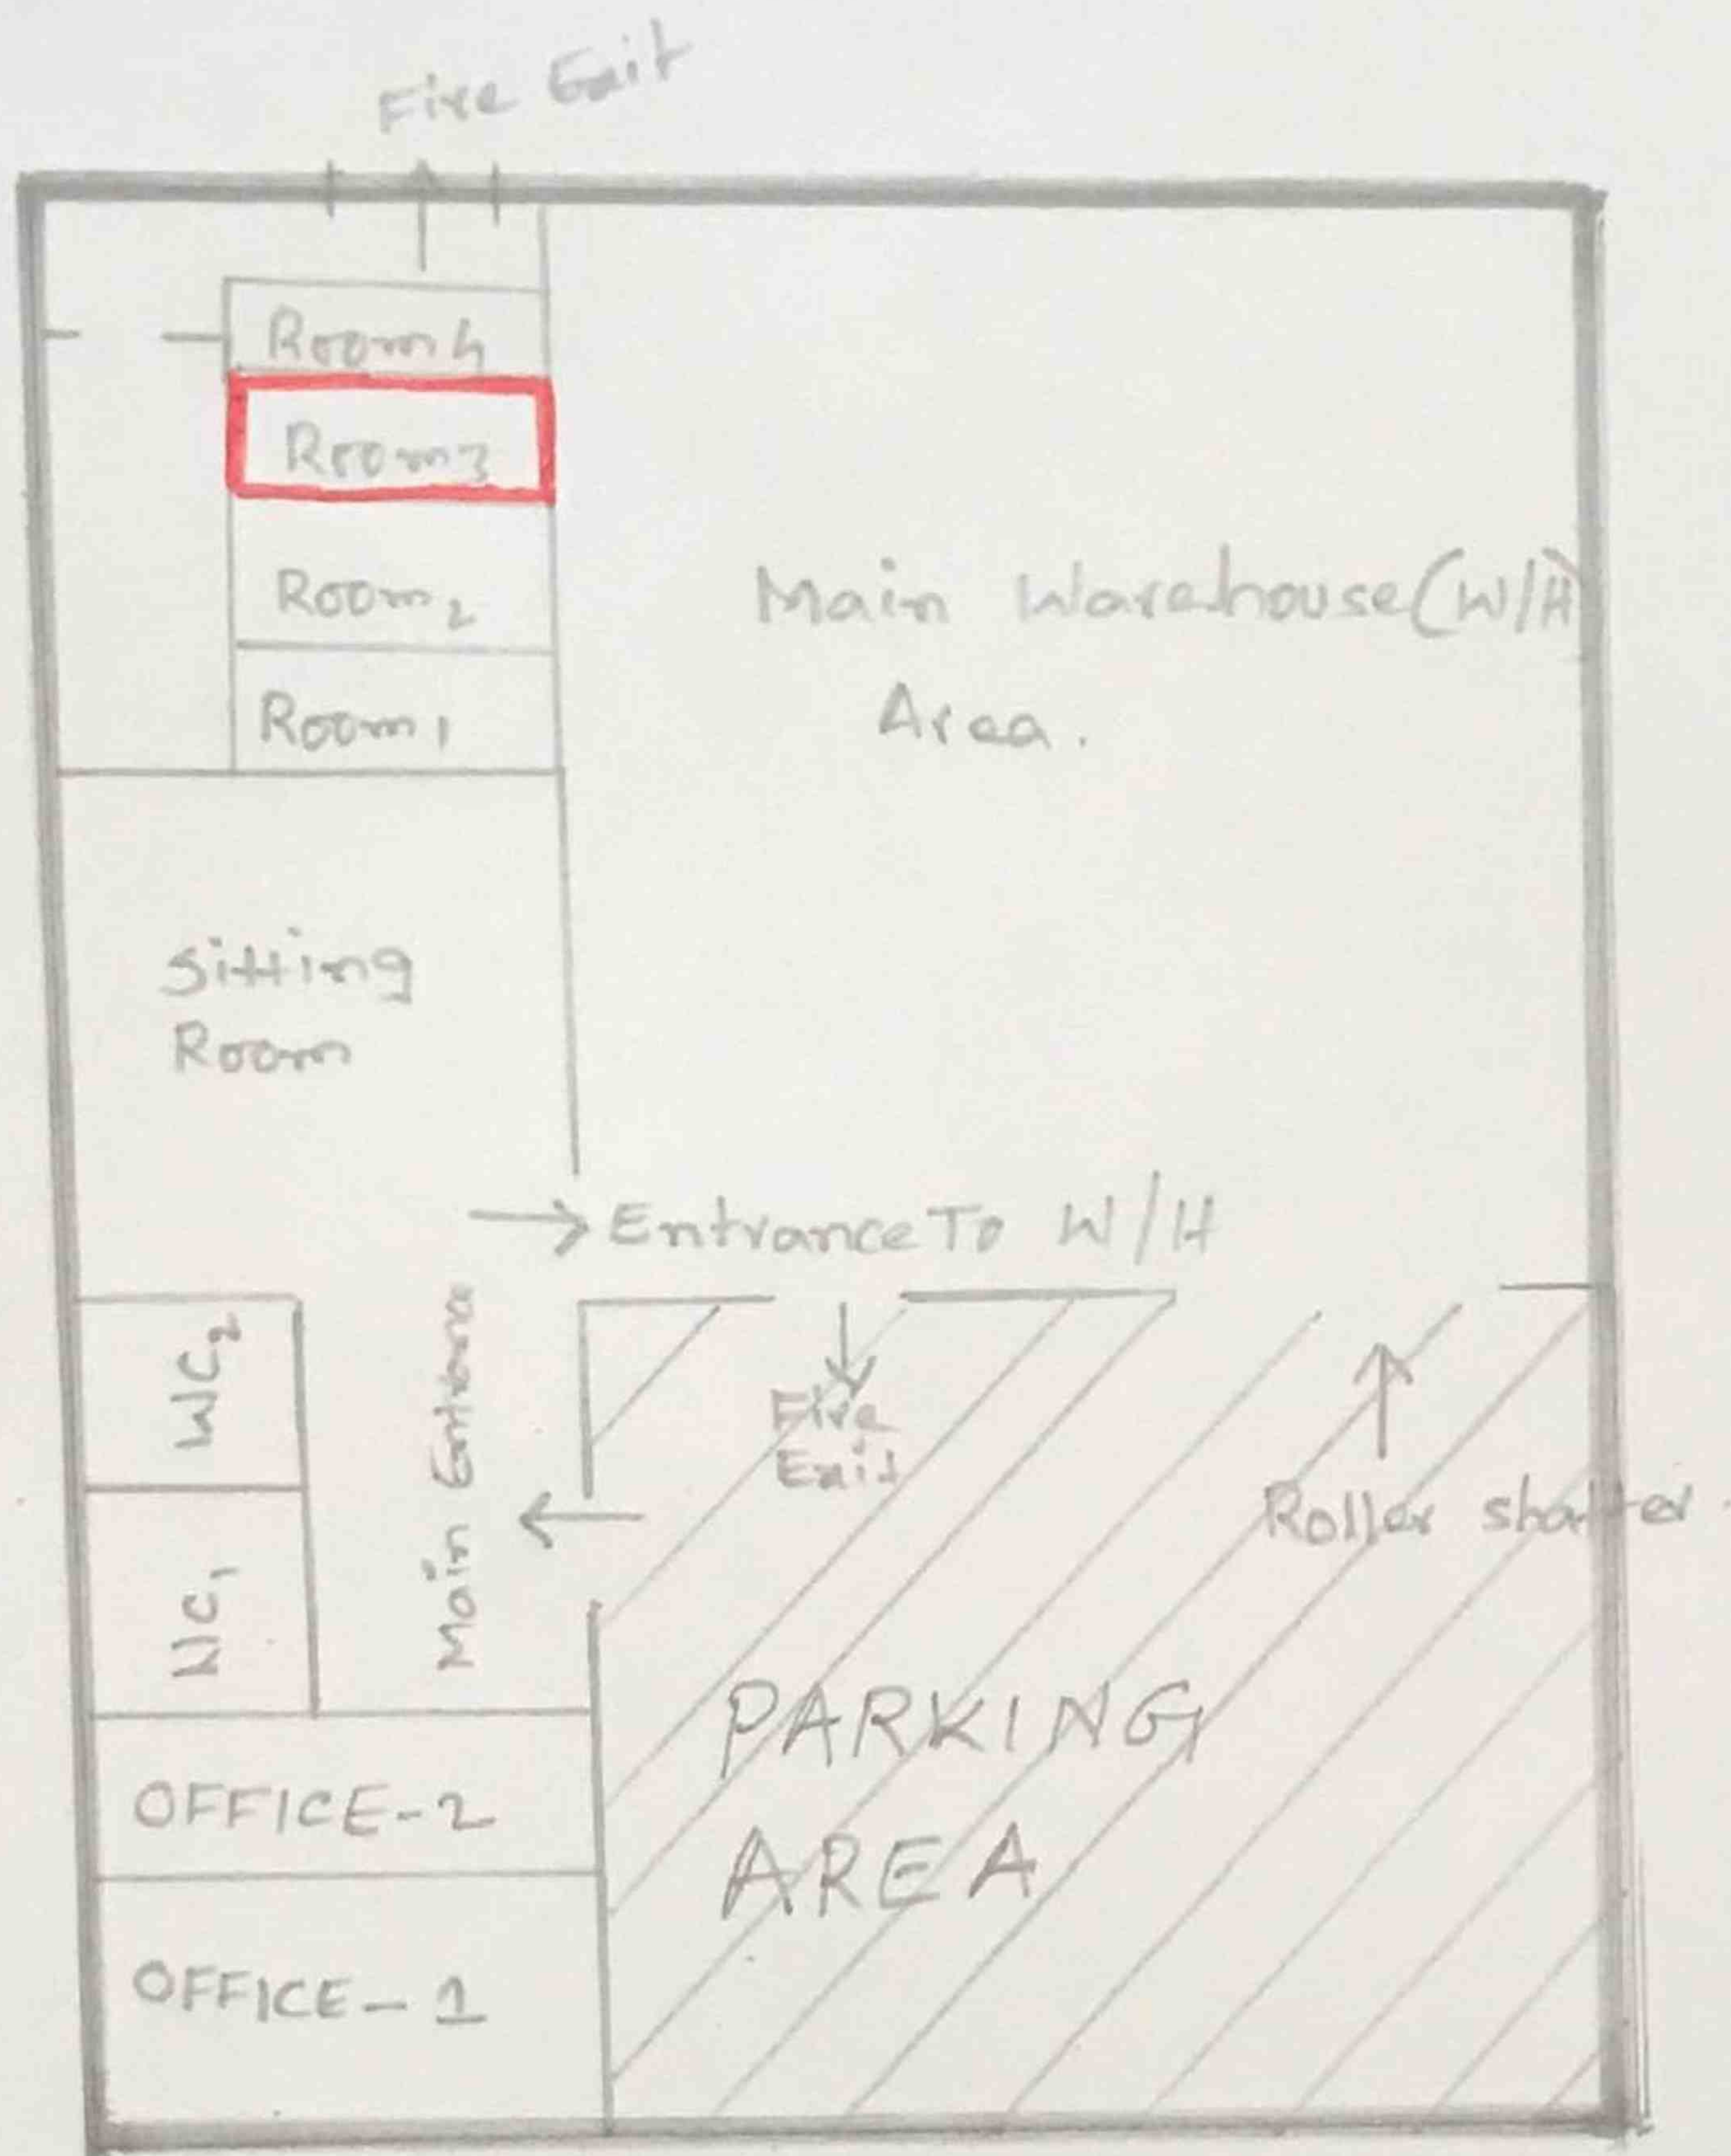 Fire Exit
Room 4
Room 3
Room 2
Room 1
Main Warehouse (W/H)
Area.
Sitting
Room
→ Entrance To W/H
WC2
WC1
Main Entrance
Fire
Exit
Roller shutter
PARKING
AREA
OFFICE-2
OFFICE-1